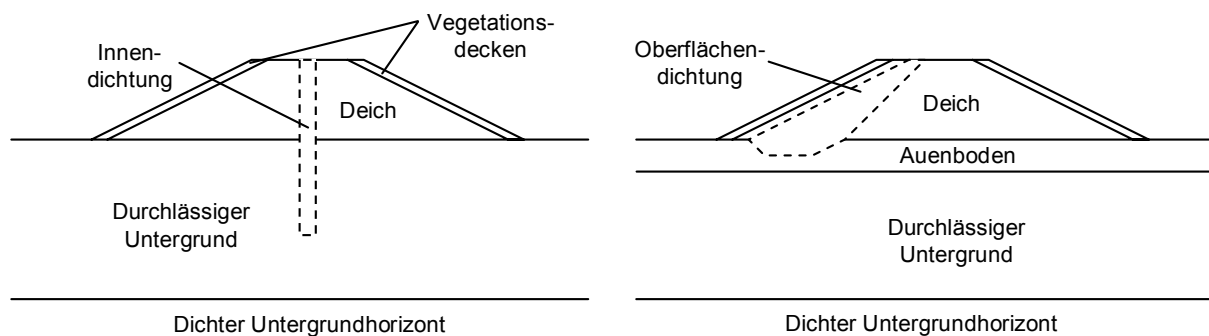 Innen-
dichtung
Vegetations-
decken
Deich
Durchlässiger
Untergrund
Dichter Untergrundhorizont
Oberflächen-
dichtung
Deich
Auenboden
Durchlässiger
Untergrund
Dichter Untergrundhorizont